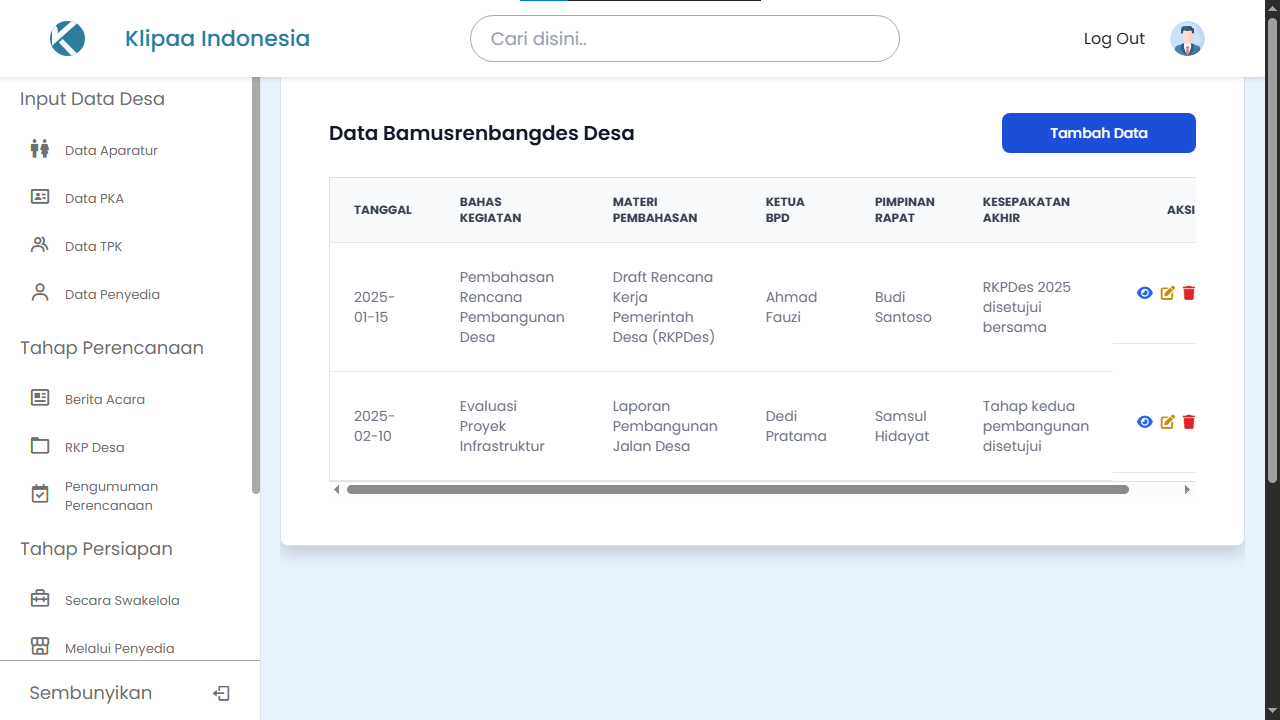 Klipaa Indonesia
Cari disini..
Log Out
Input Data Desa
Data Aparatur
Data PKA
Data TPK
Data Penyedia
Tahap Perencanaan
Berita Acara
RKP Desa
Pengumuman
Perencanaan
Tahap Persiapan
Secara Swakelola
Melalui Penyedia
Sembunyikan
Data Bamusrenbangdes Desa
Tambah Data
TANGGAL
BAHAS
KEGIATAN
MATERI
PEMBAHASAN
KETUA
BPD
PIMPINAN
RAPAT
KESEPAKATAN
AKHIR
AKSI
2025-
01-15
Pembahasan
Rencana
Pembangunan
Desa
Draft Rencana
Kerja
Pemerintah
Desa (RKPDes)
Ahmad
Fauzi
Budi
Santoso
RKPDes 2025
disetujui
bersama
2025-
02-10
Evaluasi
Proyek
Infrastruktur
Laporan
Pembangunan
Jalan Desa
Dedi
Pratama
Samsul
Hidayat
Tahap kedua
pembangunan
disetujui